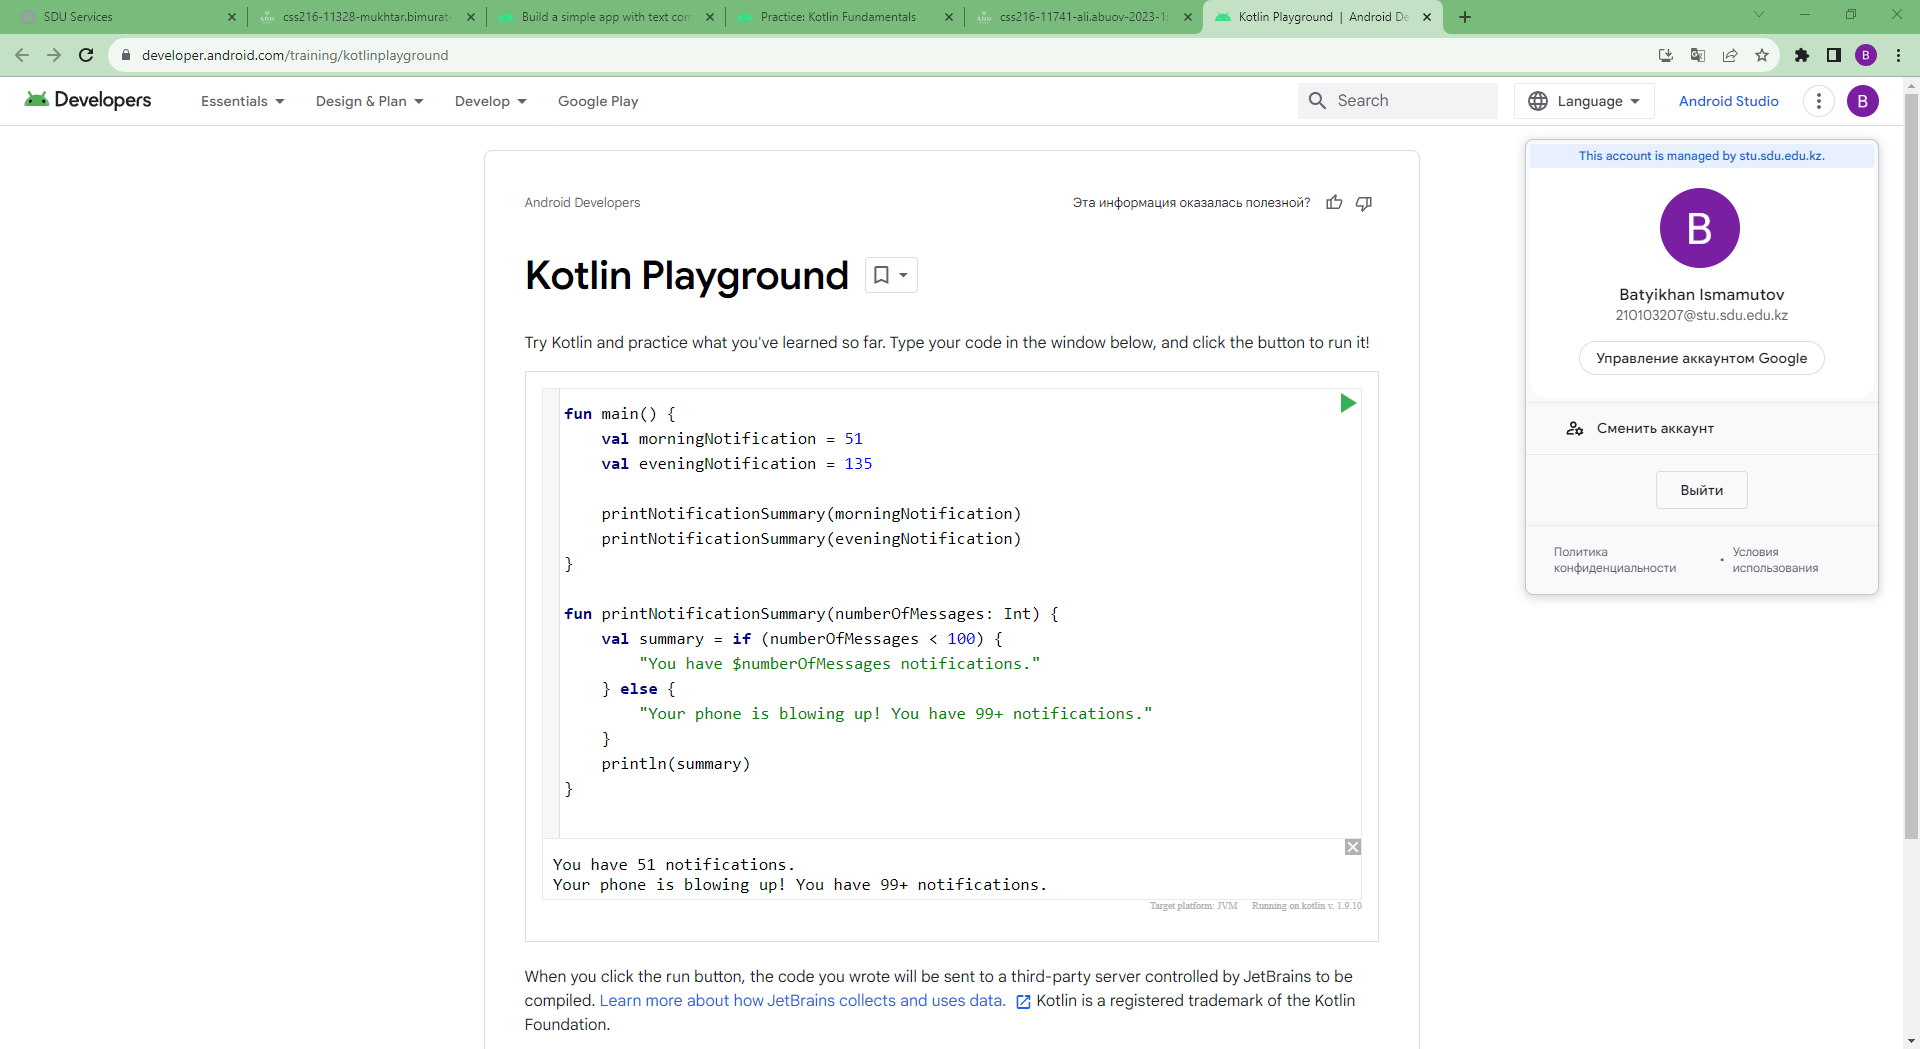 SDU Services
css216-11328-mukhtar.bimurat-
Build a simple app with text com
Practice: Kotlin Fundamentals
css216-11741-ali.abuov-2023-1
Kotlin Playground | Android De
developer.android.com/training/kotlinplayground
B
Developers
Essentials
Design & Plan
Develop
Google Play
Search
Language
Android Studio
B
This account is managed by stu.sdu.edu.kz.
B
Batyikhan Ismamutov
210103207@stu.sdu.edu.kz
Управление аккаунтом Google
Сменить аккаунт
Выйти
Политика
конфиденциальности
•
Условия
использования
Android Developers
Эта информация оказалась полезной?
Kotlin Playground
Try Kotlin and practice what you've learned so far. Type your code in the window below, and click the button to run it!
fun main() {
    val morningNotification = 51
    val eveningNotification = 135
    printNotificationSummary(morningNotification)
    printNotificationSummary(eveningNotification)
}
fun printNotificationSummary(numberOfMessages: Int) {
    val summary = if (numberOfMessages < 100) {
        "You have $numberOfMessages notifications."
    } else {
        "Your phone is blowing up! You have 99+ notifications."
    }
    println(summary)
}
You have 51 notifications.
Your phone is blowing up! You have 99+ notifications.
Target platform: JVM
Running on kotlin v. 1.9.10
When you click the run button, the code you wrote will be sent to a third-party server controlled by JetBrains to be
compiled. Learn more about how JetBrains collects and uses data. Kotlin is a registered trademark of the Kotlin
Foundation.